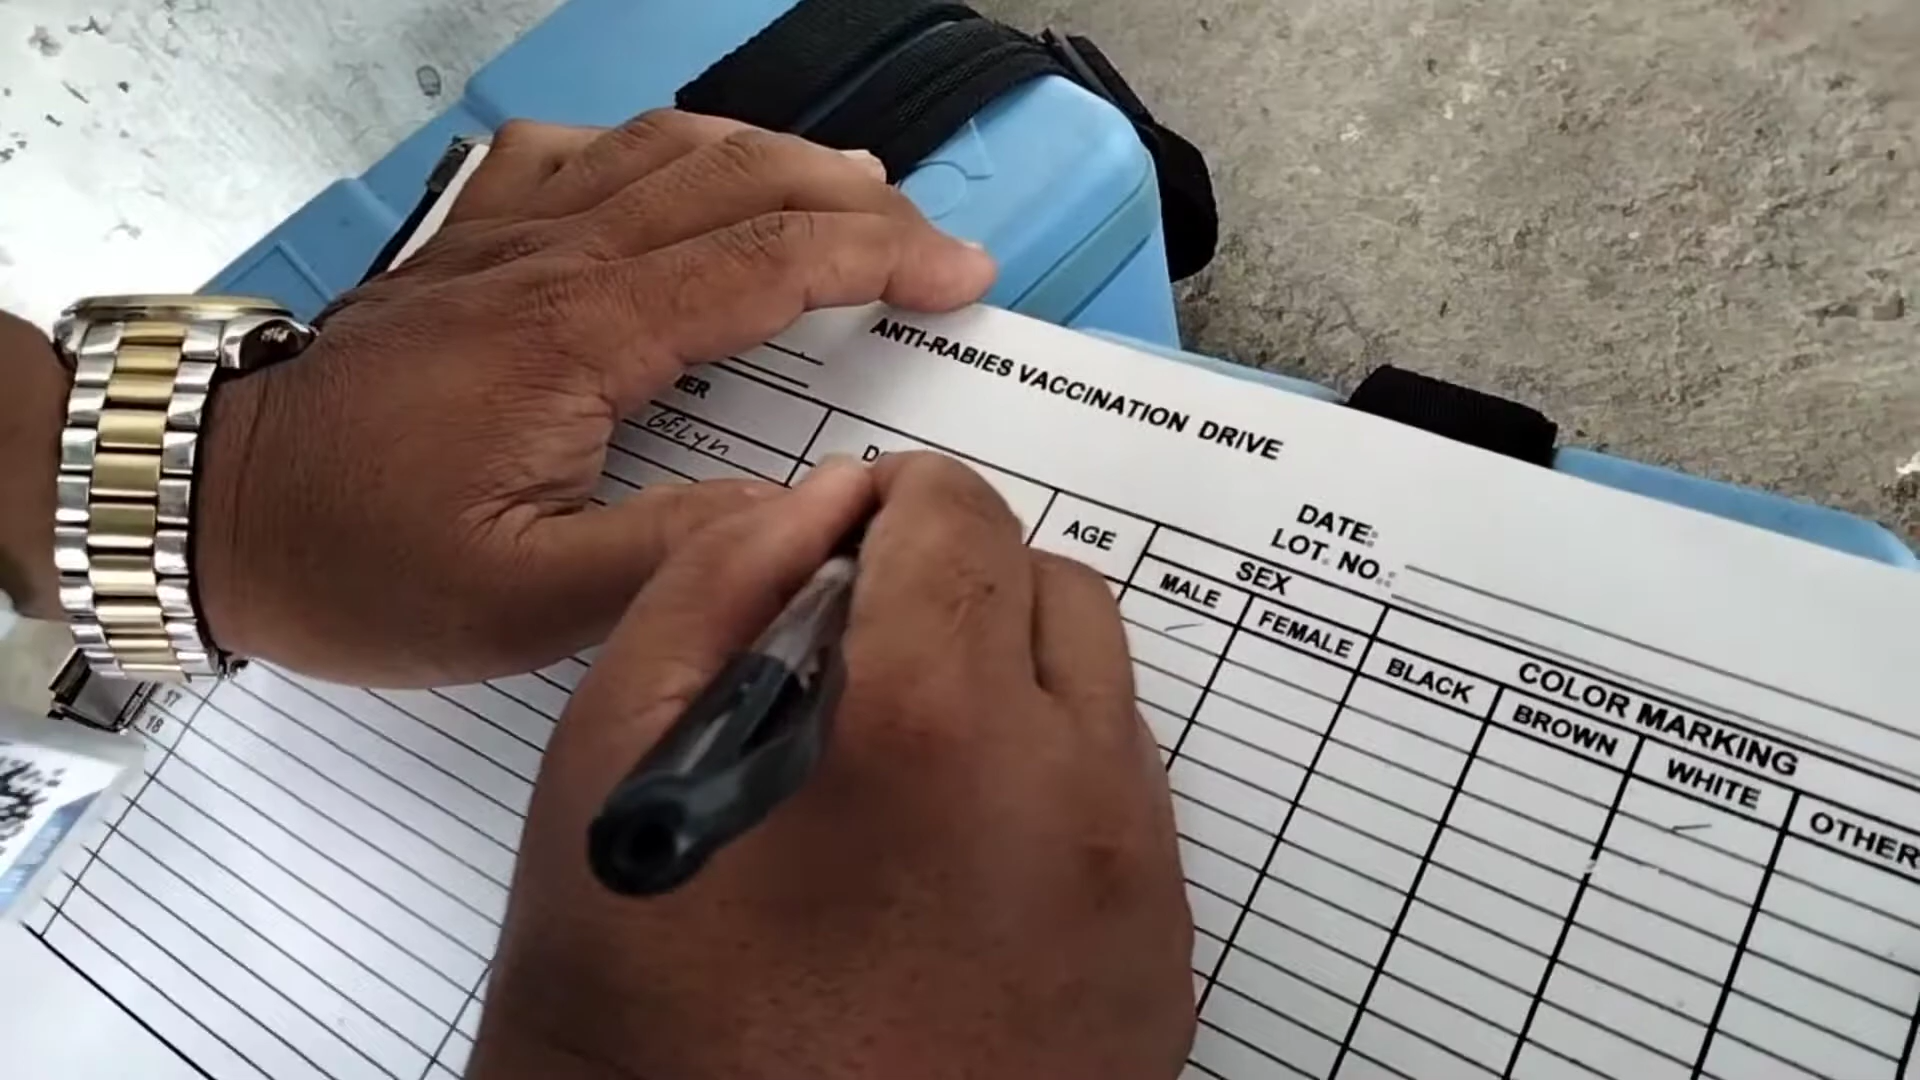 ANTI-RABIES VACCINATION DRIVE
DATE:
LOT. NO.:
AGE
SEX
MALE
FEMALE
COLOR MARKING
BLACK
BROWN
WHITE
OTHER
GELYN
17
18